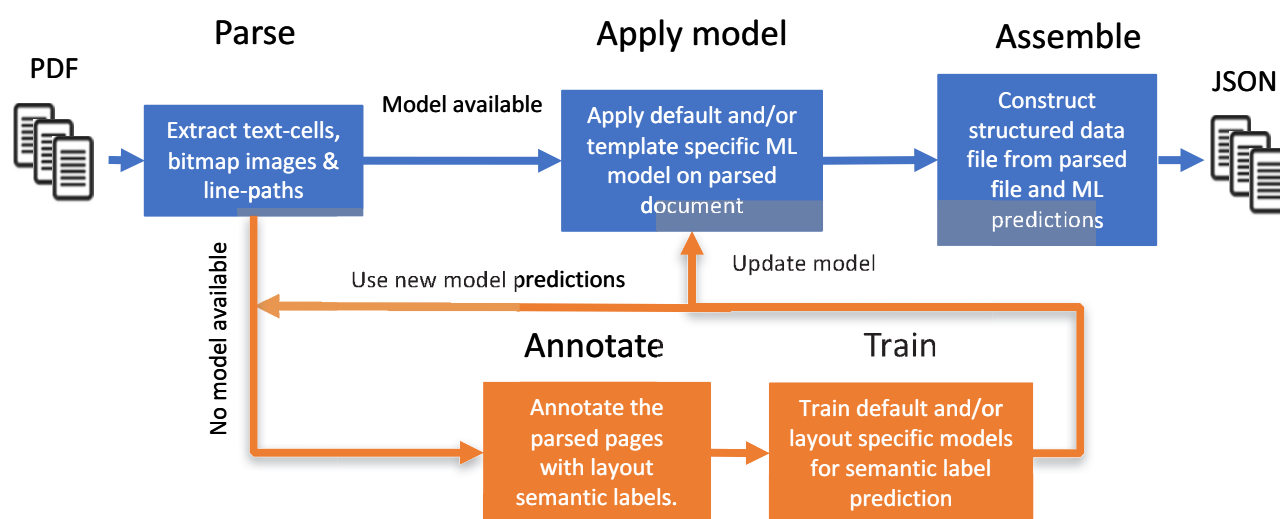 Parse
Apply model
Assemble
PDF
JSON
Model available
Extract text-cells,
bitmap images &
line-paths
Apply default and/or
template specific ML
model on parsed
document
Construct
structured data
file from parsed
file and ML
predictions
No model available
Use new model predictions
Update model
Annotate
Train
Annotate the
parsed pages
with layout
semantic labels.
Train default and/or
layout specific models
for semantic label
prediction